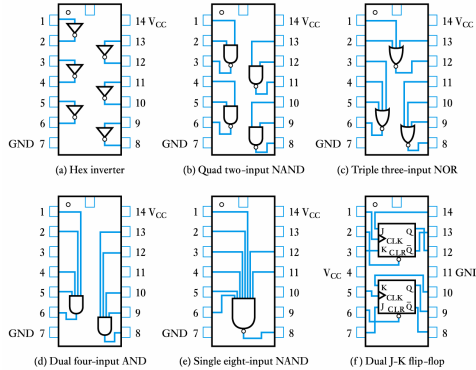 1 14 VCC
2 13
3 12
4 11
5 10
6 9
GND 7 8
(a) Hex inverter
1 14 VCC
2 13
3 12
4 11
5 10
6 9
GND 7 8
(b) Quad two-input NAND
1 14 VCC
2 13
3 12
4 11
5 10
6 9
GND 7 8
(c) Triple three-input NOR
1 14 VCC
2 13
3 12
4 11
5 10
6 9
GND 7 8
(d) Dual four-input AND
1 14 VCC
2 13
3 12
4 11
5 10
6 9
GND 7 8
(e) Single eight-input NAND
1 14
2 J Q 13
CLK
3 K CLR Q̅ 12
VCC 4 11 GND
5 K Q 10
CLK
6 J CLR Q̅ 9
7 8
(f) Dual J-K flip-flop